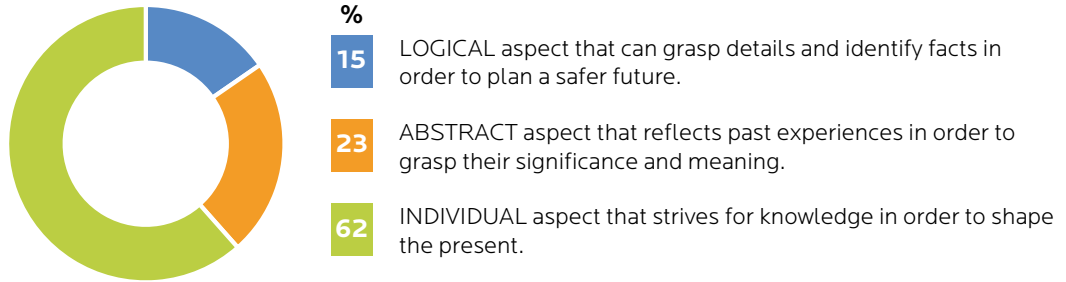 %
15
LOGICAL aspect that can grasp details and identify facts in
order to plan a safer future.
23
ABSTRACT aspect that reflects past experiences in order to
grasp their significance and meaning.
62
INDIVIDUAL aspect that strives for knowledge in order to shape
the present.